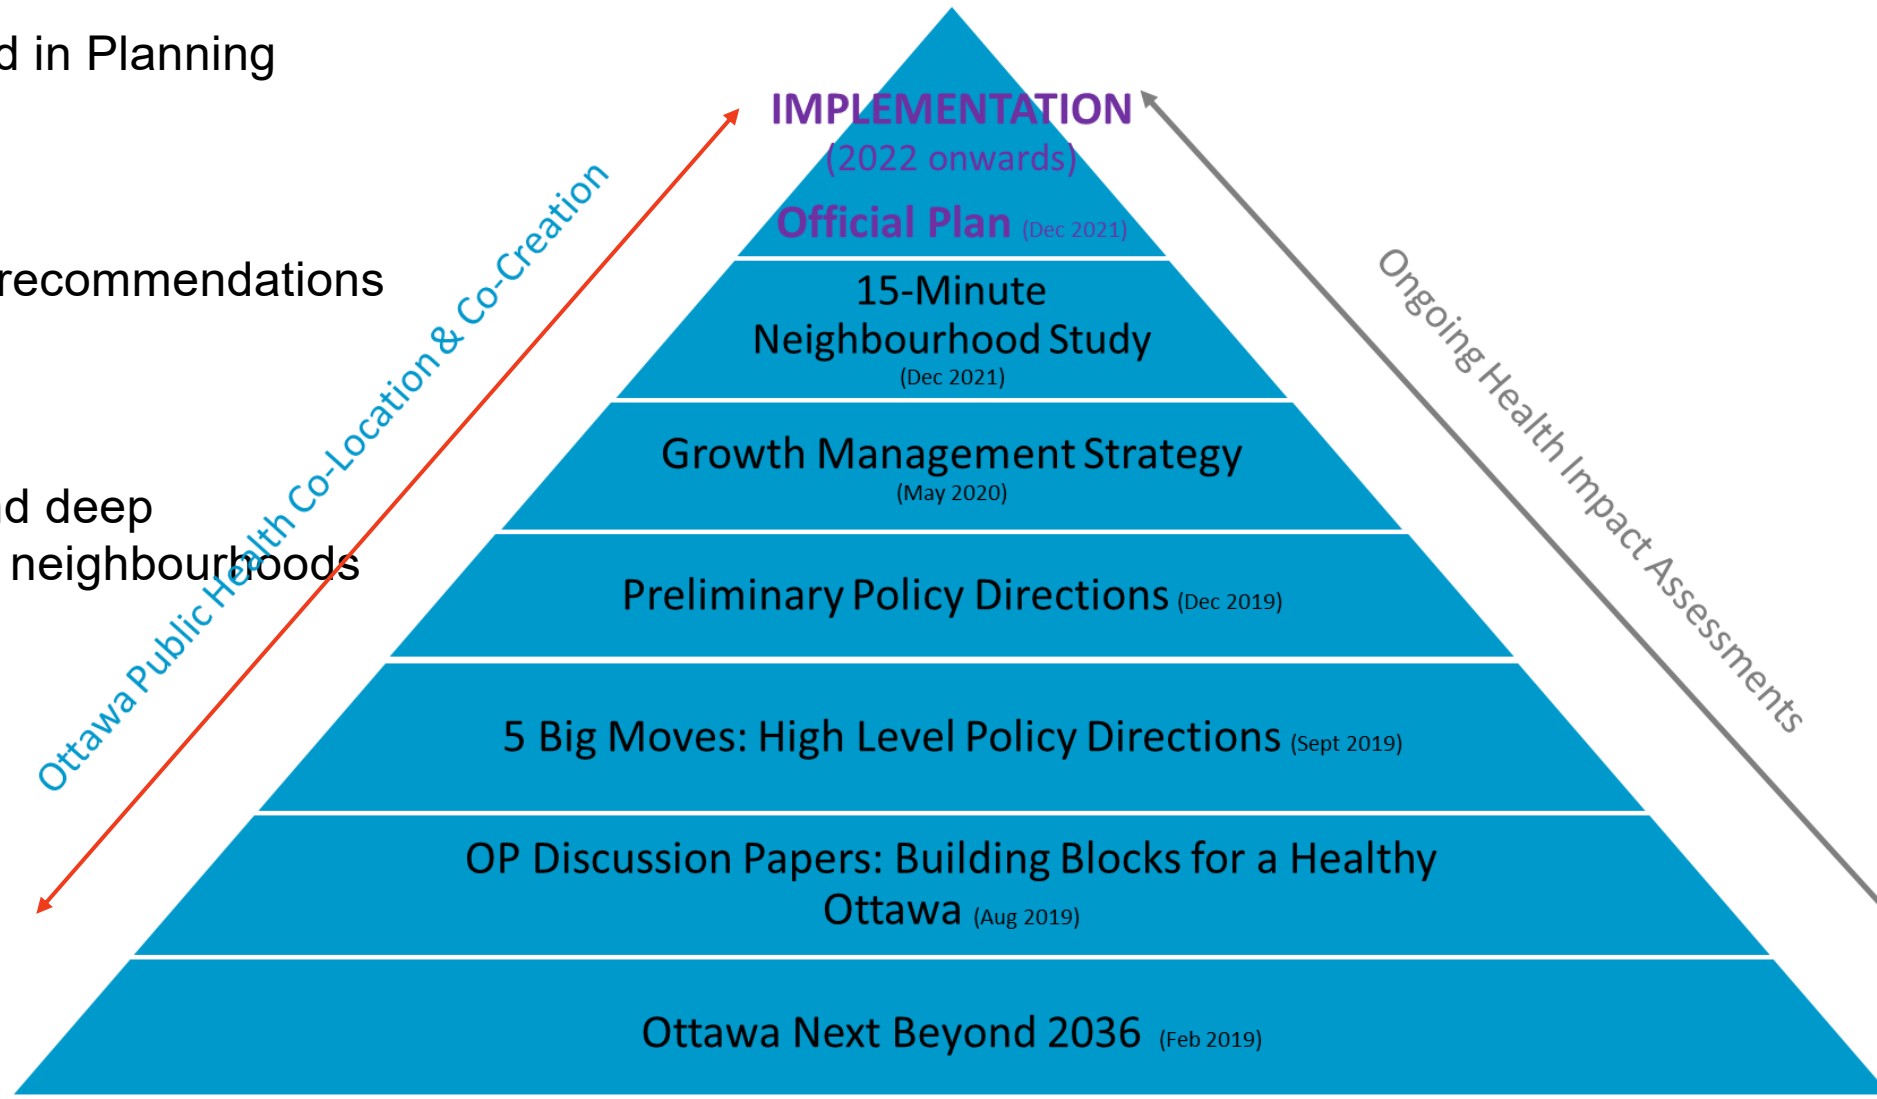 d in Planning
recommendations
nd deep
neighbourhoods
Ottawa Public Health Co-Location & Co-Creation
IMPLEMENTATION
(2022 onwards)
Official Plan (Dec 2021)
15-Minute
Neighbourhood Study
(Dec 2021)
Growth Management Strategy
(May 2020)
Preliminary Policy Directions (Dec 2019)
5 Big Moves: High Level Policy Directions (Sept 2019)
OP Discussion Papers: Building Blocks for a Healthy
Ottawa (Aug 2019)
Ottawa Next Beyond 2036 (Feb 2019)
Ongoing Health Impact Assessments